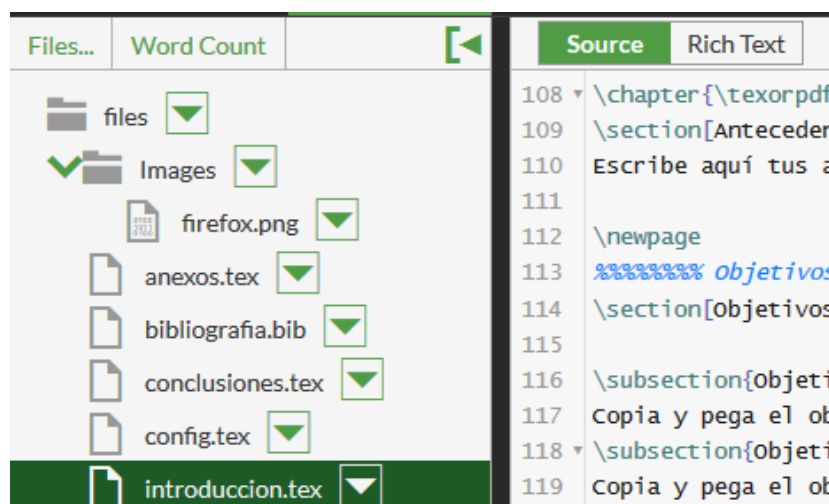 Files... Word Count
files
Images
firefox.png
anexos.tex
bibliografia.bib
conclusiones.tex
config.tex
introduccion.tex
Source Rich Text
108 \chapter{\texorpdf
109 \section[Anteceder
110 Escribe aquí tus a
111
112 \newpage
113 %%%%%%%% Objetivos
114 \section[Objetivos
115
116 \subsection{Objeti
117 Copia y pega el ob
118 \subsection{Objeti
119 Copia y pega el ob